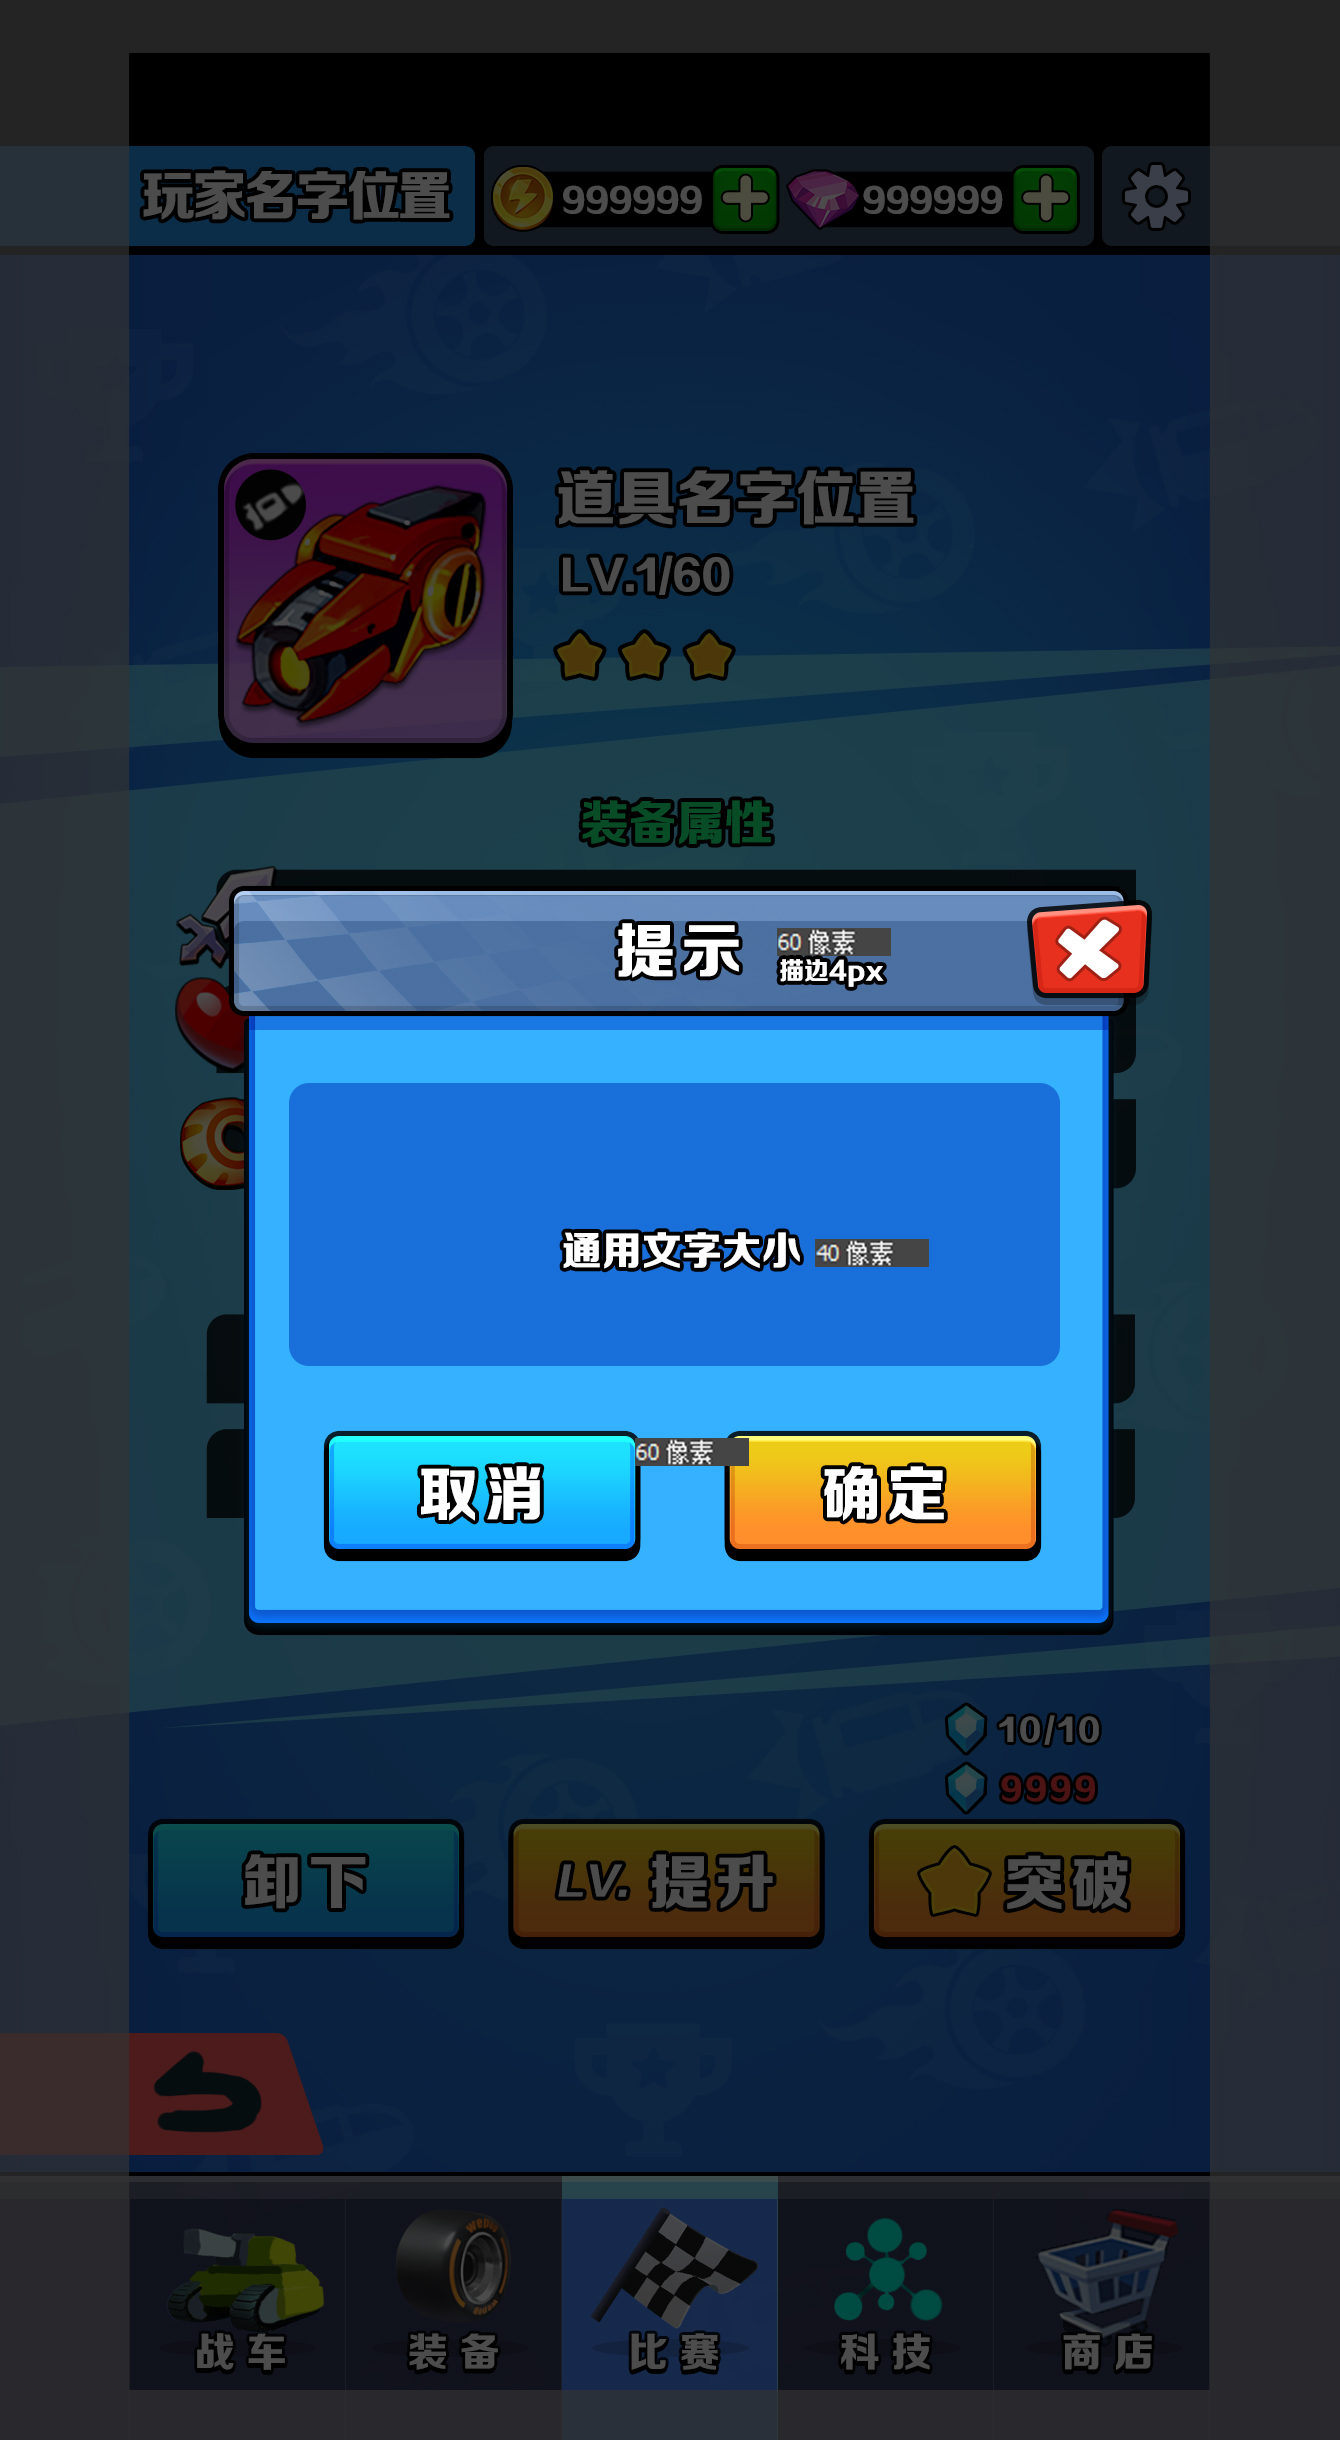 玩家名字位置
999999
999999
道具名字位置
LV.1/60
装备属性
提示
60 像素
描边4px
通用文字大小
40 像素
取消
60 像素
确定
10/10
9999
卸下
LV. 提升
突破
战车
装备
比赛
科技
商店